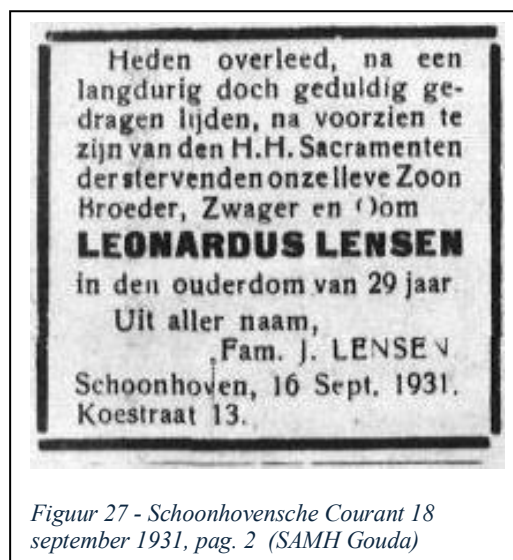 Heden overleed, na een
langdurig doch geduldig ge-
dragen lijden, na voorzien te
zijn van den H.H. Sacramenten
der stervenden onze lieve Zoon
Broeder, Zwager en Oom
LEONARDUS LENSEN
in den ouderdom van 29 jaar
Uit aller naam,
Fam. J. LENSEN
Schoonhoven, 16 Sept. 1931.
Koestraat 13.
Figuur 27 - Schoonhovensche Courant 18
september 1931, pag. 2 (SAMH Gouda)